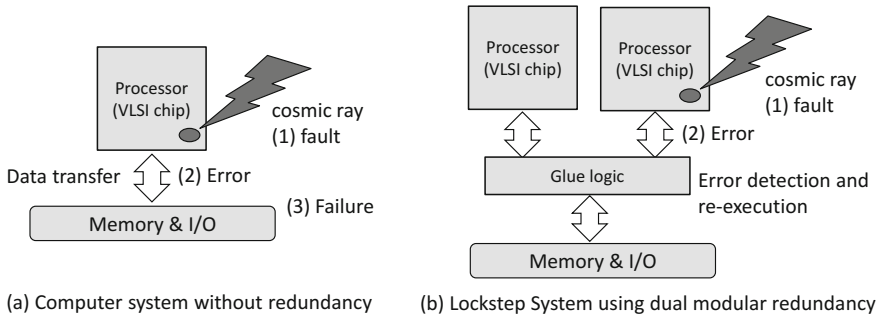 Processor
(VLSI chip)
cosmic ray
(1) fault
Data transfer
(2) Error
(3) Failure
Memory & I/O
(a) Computer system without redundancy
Processor
(VLSI chip)
Processor
(VLSI chip)
cosmic ray
(1) fault
(2) Error
Glue logic
Error detection and
re-execution
Memory & I/O
(b) Lockstep System using dual modular redundancy